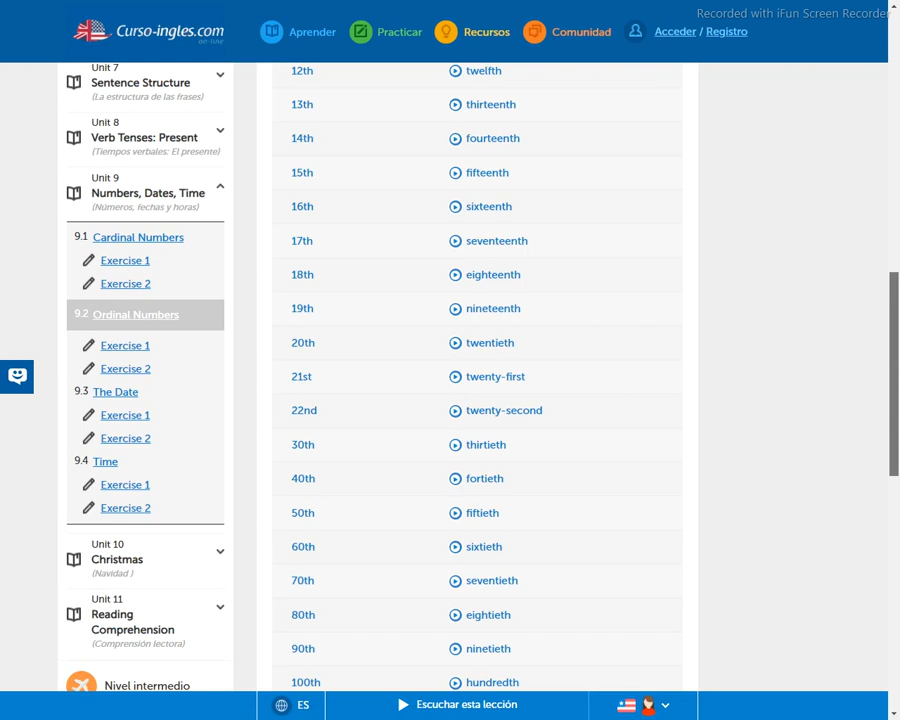 Recorded with iFun Screen Recorder
Curso-ingles.com
on-line
Aprender
Practicar
Recursos
Comunidad
Acceder / Registro
Unit 7
Sentence Structure
(La estructura de las frases)
Unit 8
Verb Tenses: Present
(Tiempos verbales: El presente)
Unit 9
Numbers, Dates, Time
(Números, fechas y horas)
9.1 Cardinal Numbers
Exercise 1
Exercise 2
9.2 Ordinal Numbers
Exercise 1
Exercise 2
9.3 The Date
Exercise 1
Exercise 2
9.4 Time
Exercise 1
Exercise 2
Unit 10
Christmas
(Navidad )
Unit 11
Reading
Comprehension
(Comprensión lectora)
Nivel intermedio
12th twelfth
13th thirteenth
14th fourteenth
15th fifteenth
16th sixteenth
17th seventeenth
18th eighteenth
19th nineteenth
20th twentieth
21st twenty-first
22nd twenty-second
30th thirtieth
40th fortieth
50th fiftieth
60th sixtieth
70th seventieth
80th eightieth
90th ninetieth
100th hundredth
ES
Escuchar esta lección